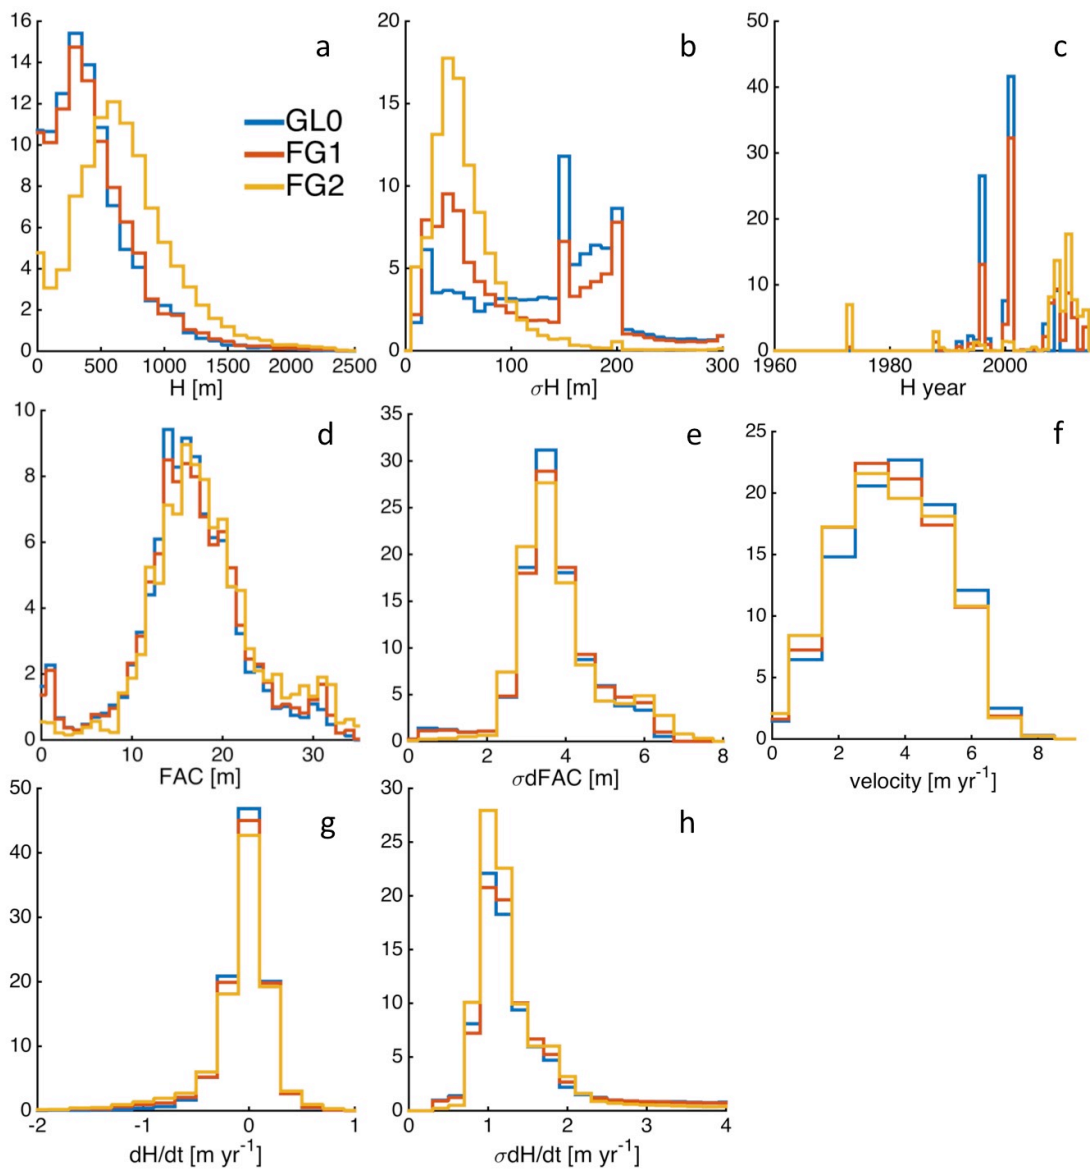 16
14
12
10
8
6
4
2
0
0 500 1000 1500 2000 2500
H [m]
a
GL0
FG1
FG2
20
15
10
5
0
0 100 200 300
σH [m]
b
50
40
30
20
10
0
1960 1980 2000
H year
c
10
8
6
4
2
0
0 10 20 30
FAC [m]
d
35
30
25
20
15
10
5
0
0 2 4 6 8
σdFAC [m]
e
25
20
15
10
5
0
0 2 4 6 8
velocity [m yr⁻¹]
f
50
40
30
20
10
0
-2 -1 0 1
dH/dt [m yr⁻¹]
g
30
25
20
15
10
5
0
0 1 2 3 4
σdH/dt [m yr⁻¹]
h